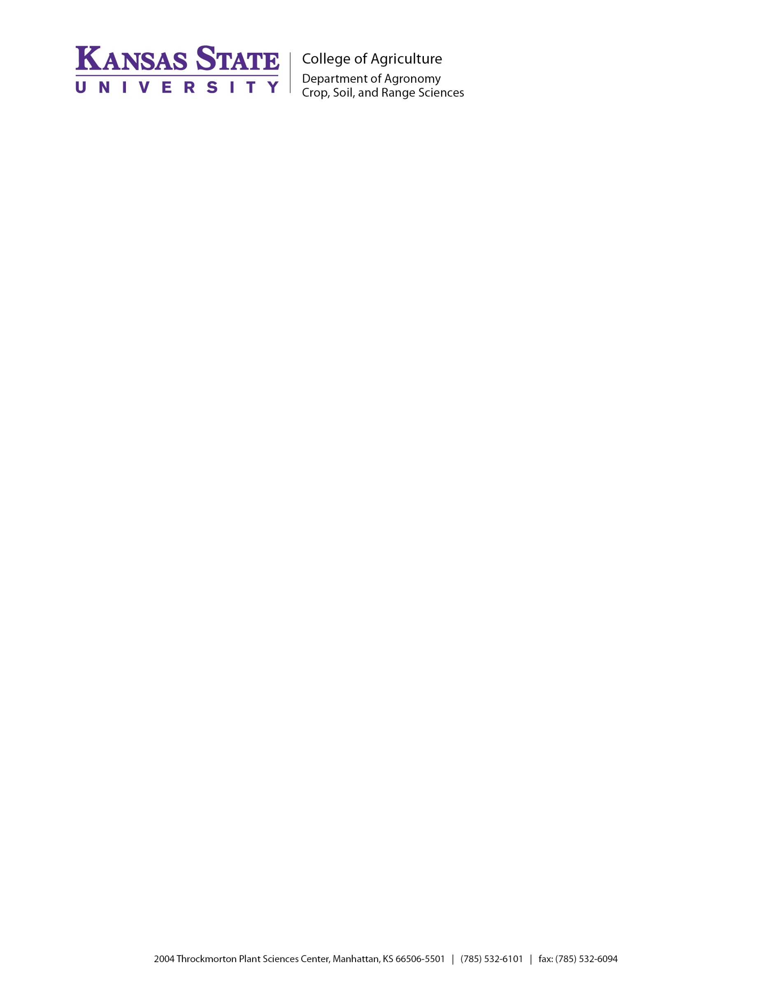 KANSAS STATE
UNIVERSITY
College of Agriculture
Department of Agronomy
Crop, Soil, and Range Sciences
2004 Throckmorton Plant Sciences Center, Manhattan, KS 66506-5501 | (785) 532-6101 | fax: (785) 532-6094